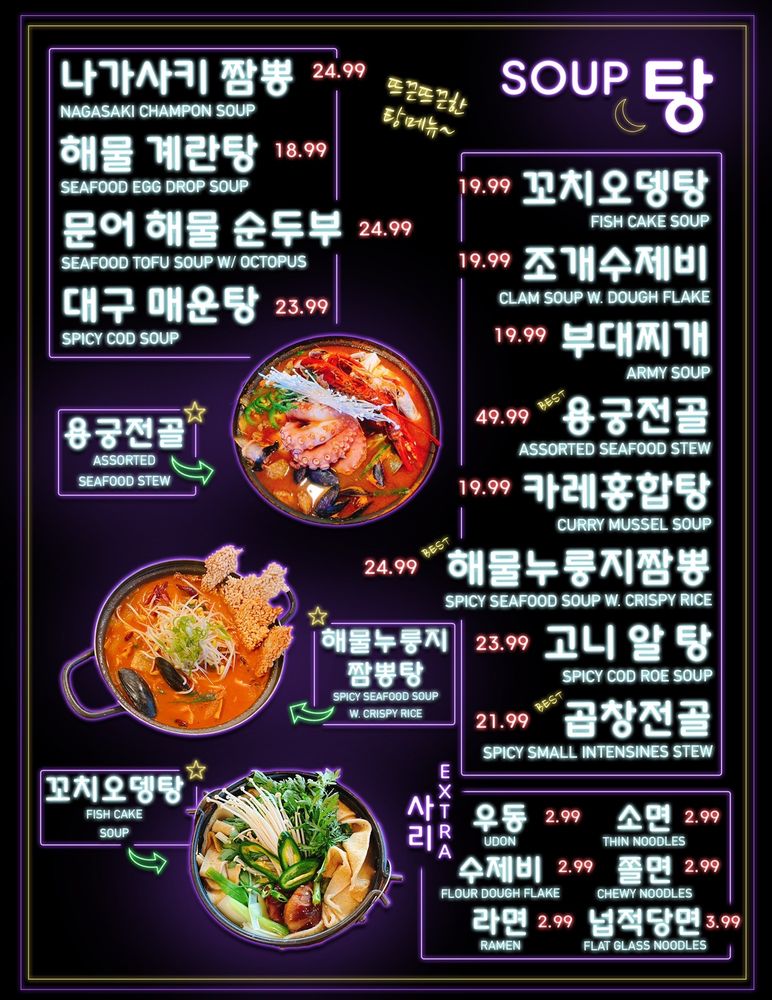 SOUP 탕
뜨끈뜨끈한
탕메뉴~
나가사키 짬뽕 24.99
NAGASAKI CHAMPON SOUP
해물 계란탕 18.99
SEAFOOD EGG DROP SOUP
문어 해물 순두부 24.99
SEAFOOD TOFU SOUP W/ OCTOPUS
대구 매운탕 23.99
SPICY COD SOUP
19.99 꼬치오뎅탕
FISH CAKE SOUP
19.99 조개수제비
CLAM SOUP W. DOUGH FLAKE
19.99 부대찌개
ARMY SOUP
49.99 BEST 용궁전골
ASSORTED SEAFOOD STEW
19.99 카레홍합탕
CURRY MUSSEL SOUP
24.99 BEST 해물누룽지짬뽕
SPICY SEAFOOD SOUP W. CRISPY RICE
23.99 고니 알 탕
SPICY COD ROE SOUP
21.99 BEST 곱창전골
SPICY SMALL INTENSINES STEW
용궁전골
ASSORTED
SEAFOOD STEW
해물누룽지
짬뽕탕
SPICY SEAFOOD SOUP
W. CRISPY RICE
꼬치오뎅탕
FISH CAKE
SOUP
사리
EXTRA
우동 2.99 소면 2.99
UDON THIN NOODLES
수제비 2.99 쫄면 2.99
FLOUR DOUGH FLAKE CHEWY NOODLES
라면 2.99 넙적당면 3.99
RAMEN FLAT GLASS NOODLES